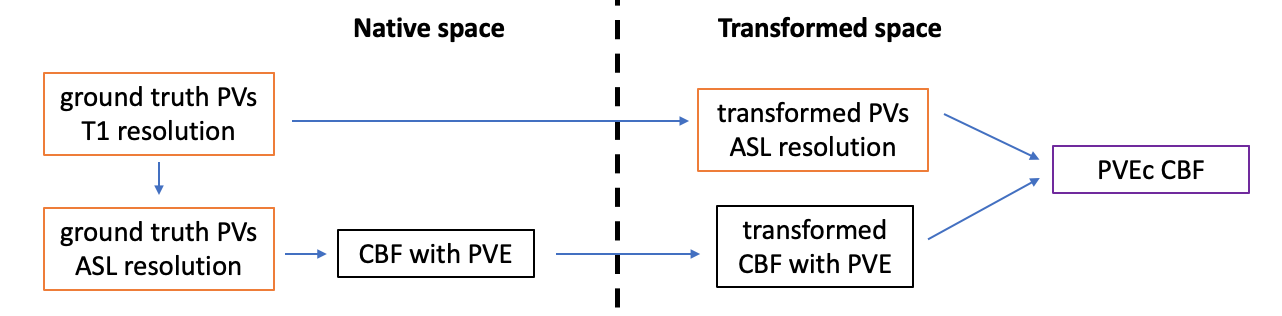 Native space
Transformed space
ground truth PVs
T1 resolution
transformed PVs
ASL resolution
PVEc CBF
ground truth PVs
ASL resolution
CBF with PVE
transformed
CBF with PVE